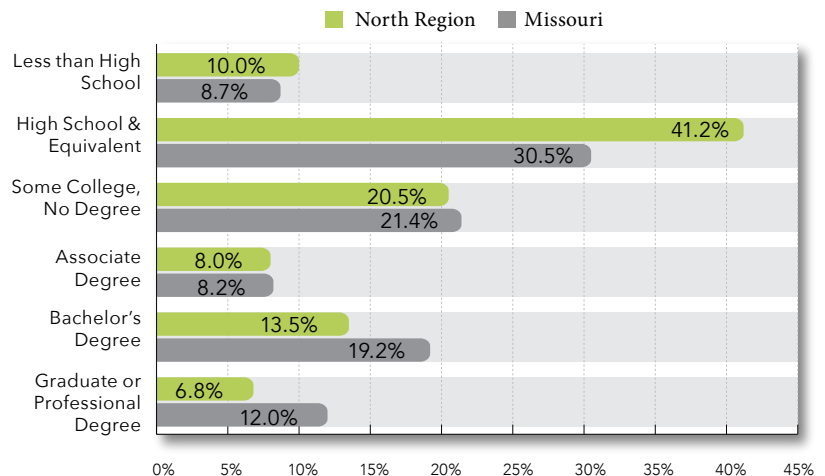 North Region Missouri
Less than High
School
10.0%
8.7%
High School &
Equivalent
41.2%
30.5%
Some College,
No Degree
20.5%
21.4%
Associate
Degree
8.0%
8.2%
Bachelor's
Degree
13.5%
19.2%
Graduate or
Professional
Degree
6.8%
12.0%
0% 5% 10% 15% 20% 25% 30% 35% 40% 45%